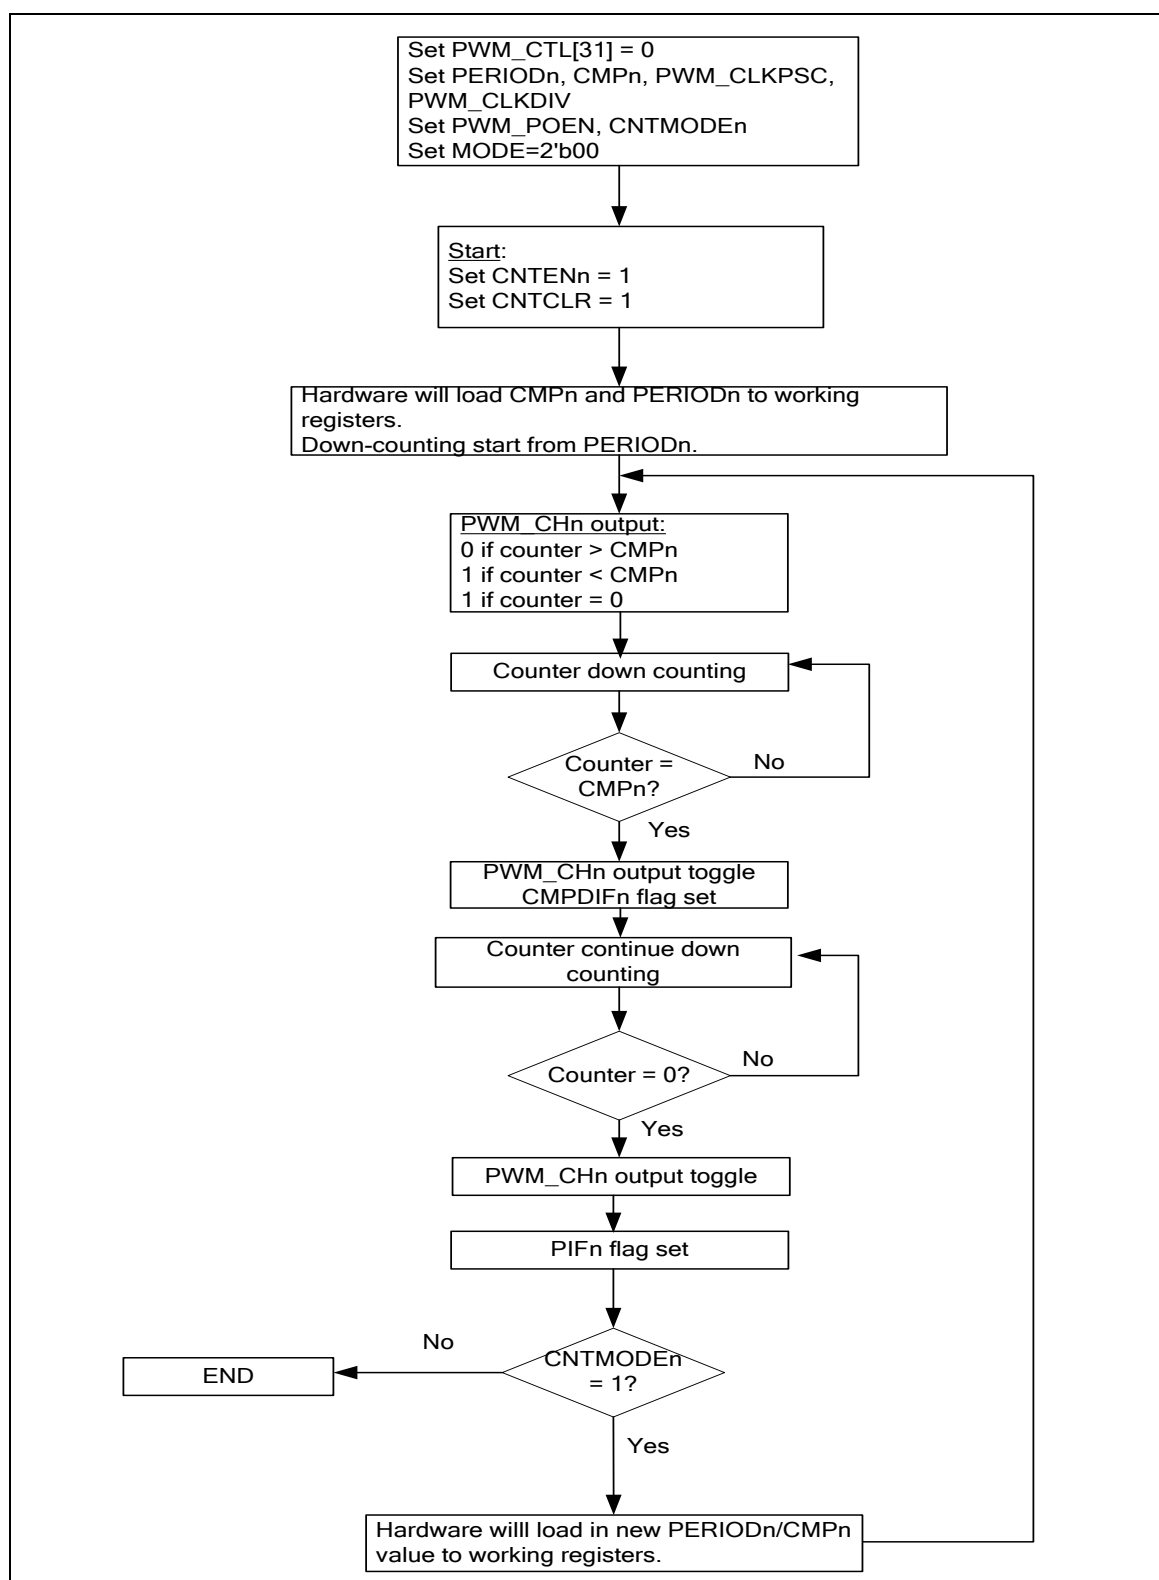 Set PWM_CTL[31] = 0
Set PERIODn, CMPn, PWM_CLKPSC,
PWM_CLKDIV
Set PWM_POEN, CNTMODEn
Set MODE=2'b00
Start:
Set CNTENn = 1
Set CNTCLR = 1
Hardware will load CMPn and PERIODn to working
registers.
Down-counting start from PERIODn.
PWM_CHn output:
0 if counter > CMPn
1 if counter < CMPn
1 if counter = 0
Counter down counting
Counter =
CMPn?
No
Yes
PWM_CHn output toggle
CMPDIFn flag set
Counter continue down
counting
Counter = 0?
No
Yes
PWM_CHn output toggle
PIFn flag set
CNTMODEn
= 1?
No
END
Yes
Hardware willl load in new PERIODn/CMPn
value to working registers.